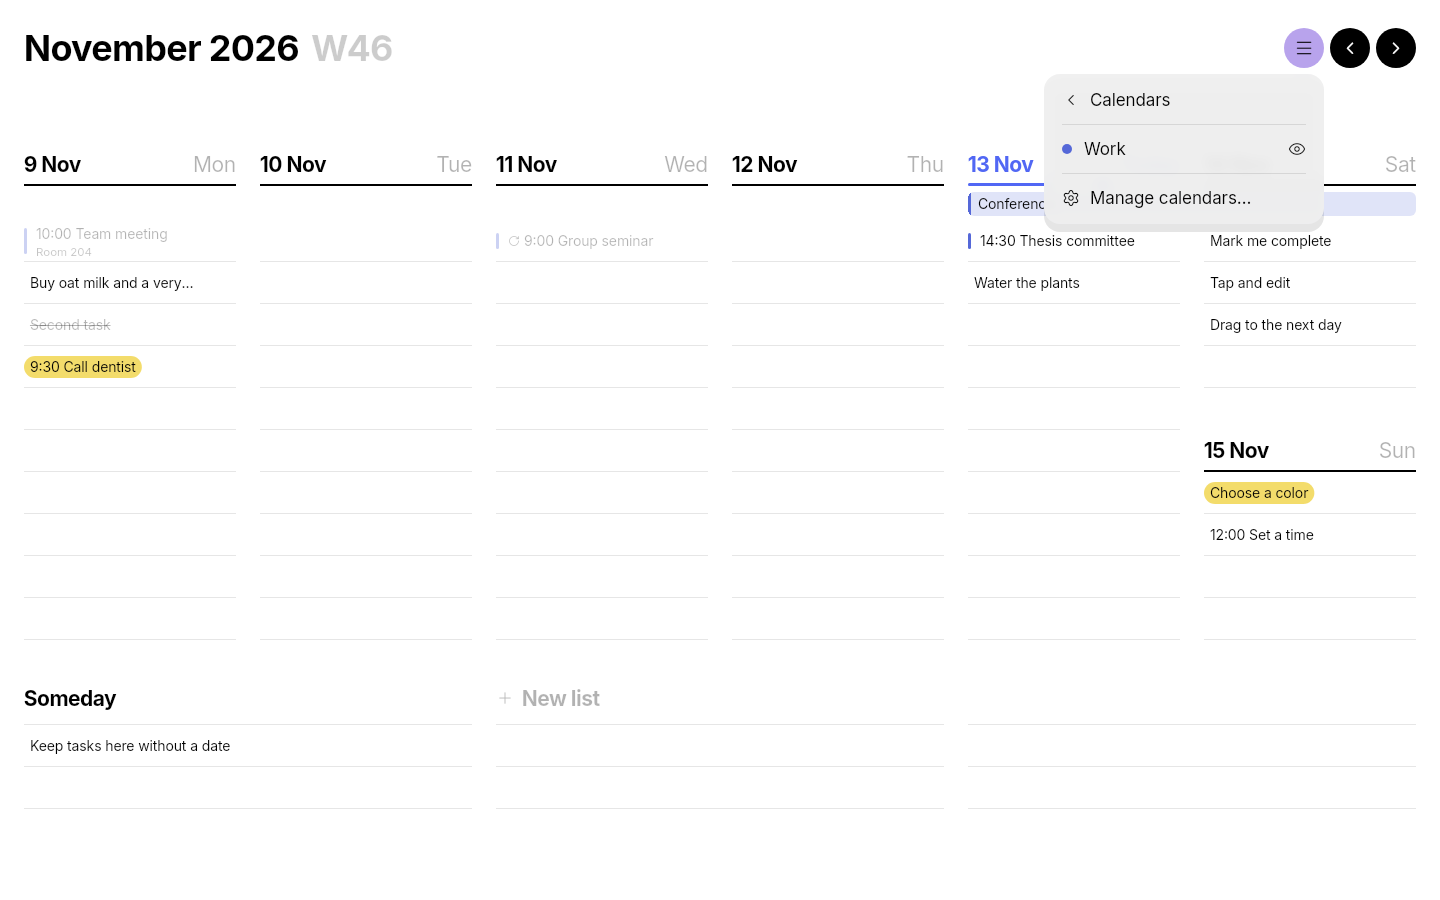 November 2026 W46
Calendars
Work
Manage calendars...
9 Nov Mon
10:00 Team meeting
Room 204
Buy oat milk and a very...
Second task
9:30 Call dentist
10 Nov Tue
11 Nov Wed
9:00 Group seminar
12 Nov Thu
13 Nov
14:30 Thesis committee
Water the plants
Sat
Mark me complete
Tap and edit
Drag to the next day
15 Nov Sun
Choose a color
12:00 Set a time
Someday
Keep tasks here without a date
New list